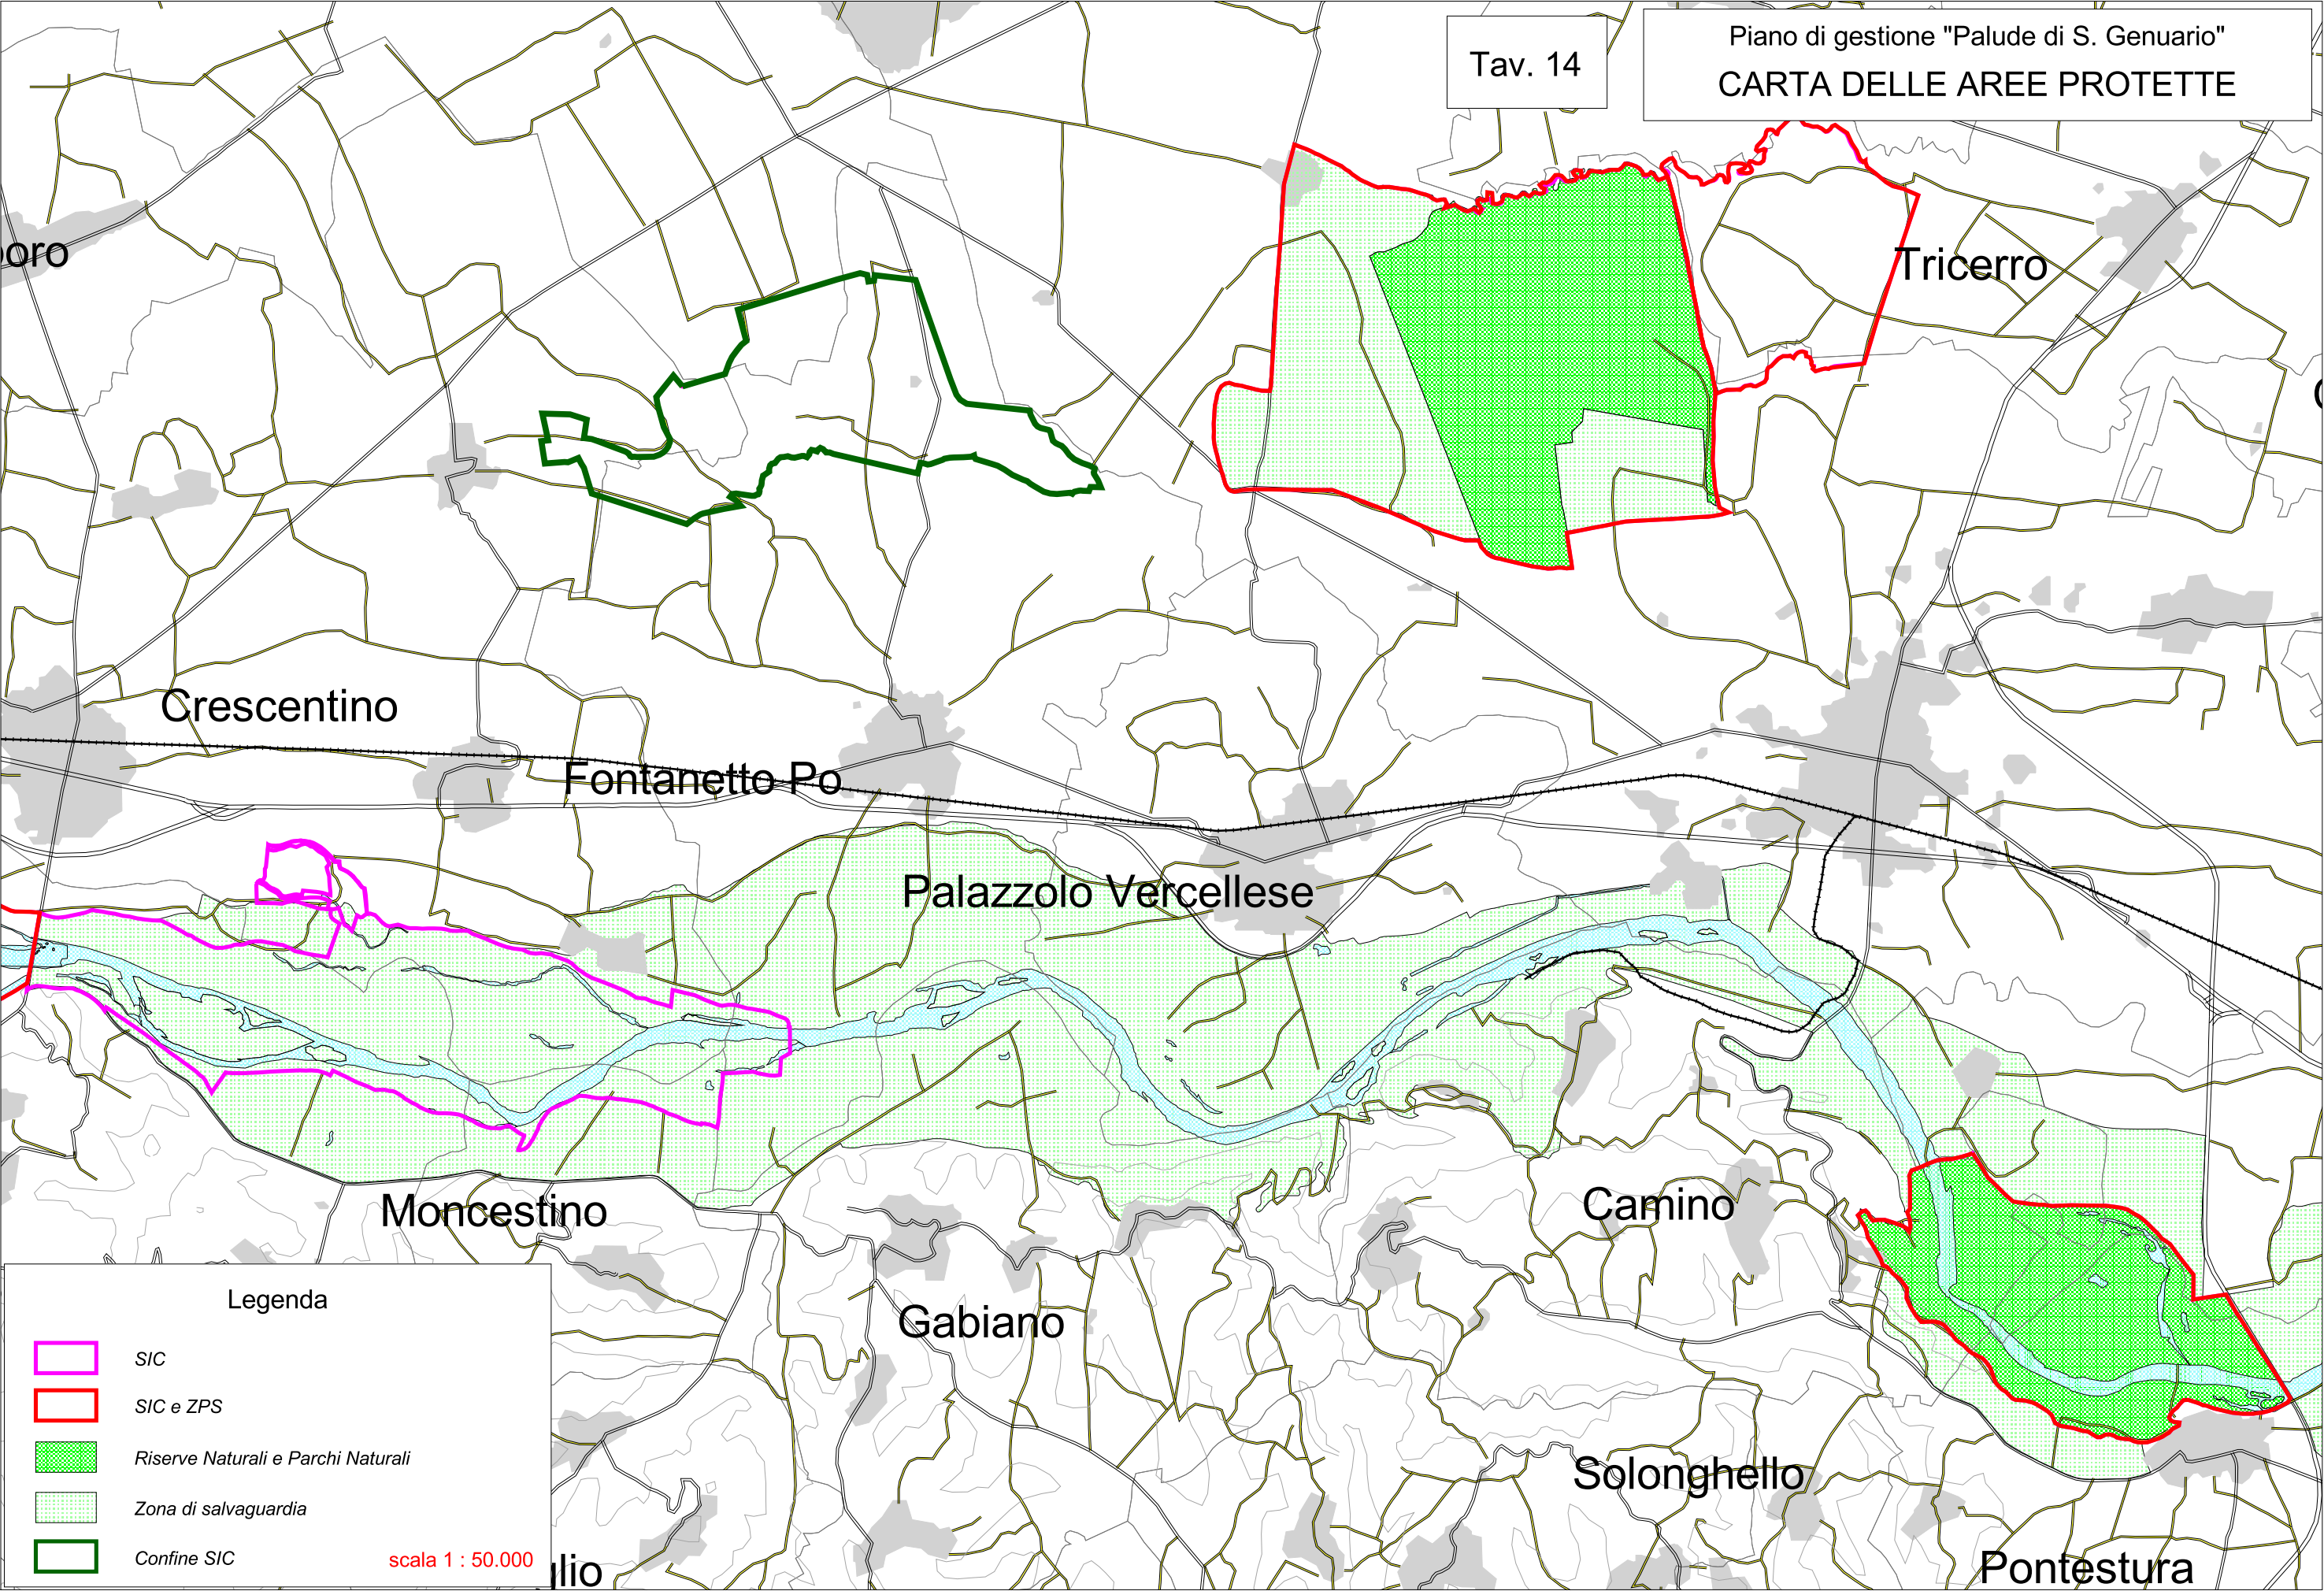 Tav. 14
Piano di gestione "Palude di S. Genuario"
CARTA DELLE AREE PROTETTE
oro
Tricerro
Crescentino
Fontanetto Po
Palazzolo Vercellese
Moncestino
Camino
Gabiano
Solonghello
Pontestura
lio
Legenda
SIC
SIC e ZPS
Riserve Naturali e Parchi Naturali
Zona di salvaguardia
Confine SIC
scala 1 : 50.000